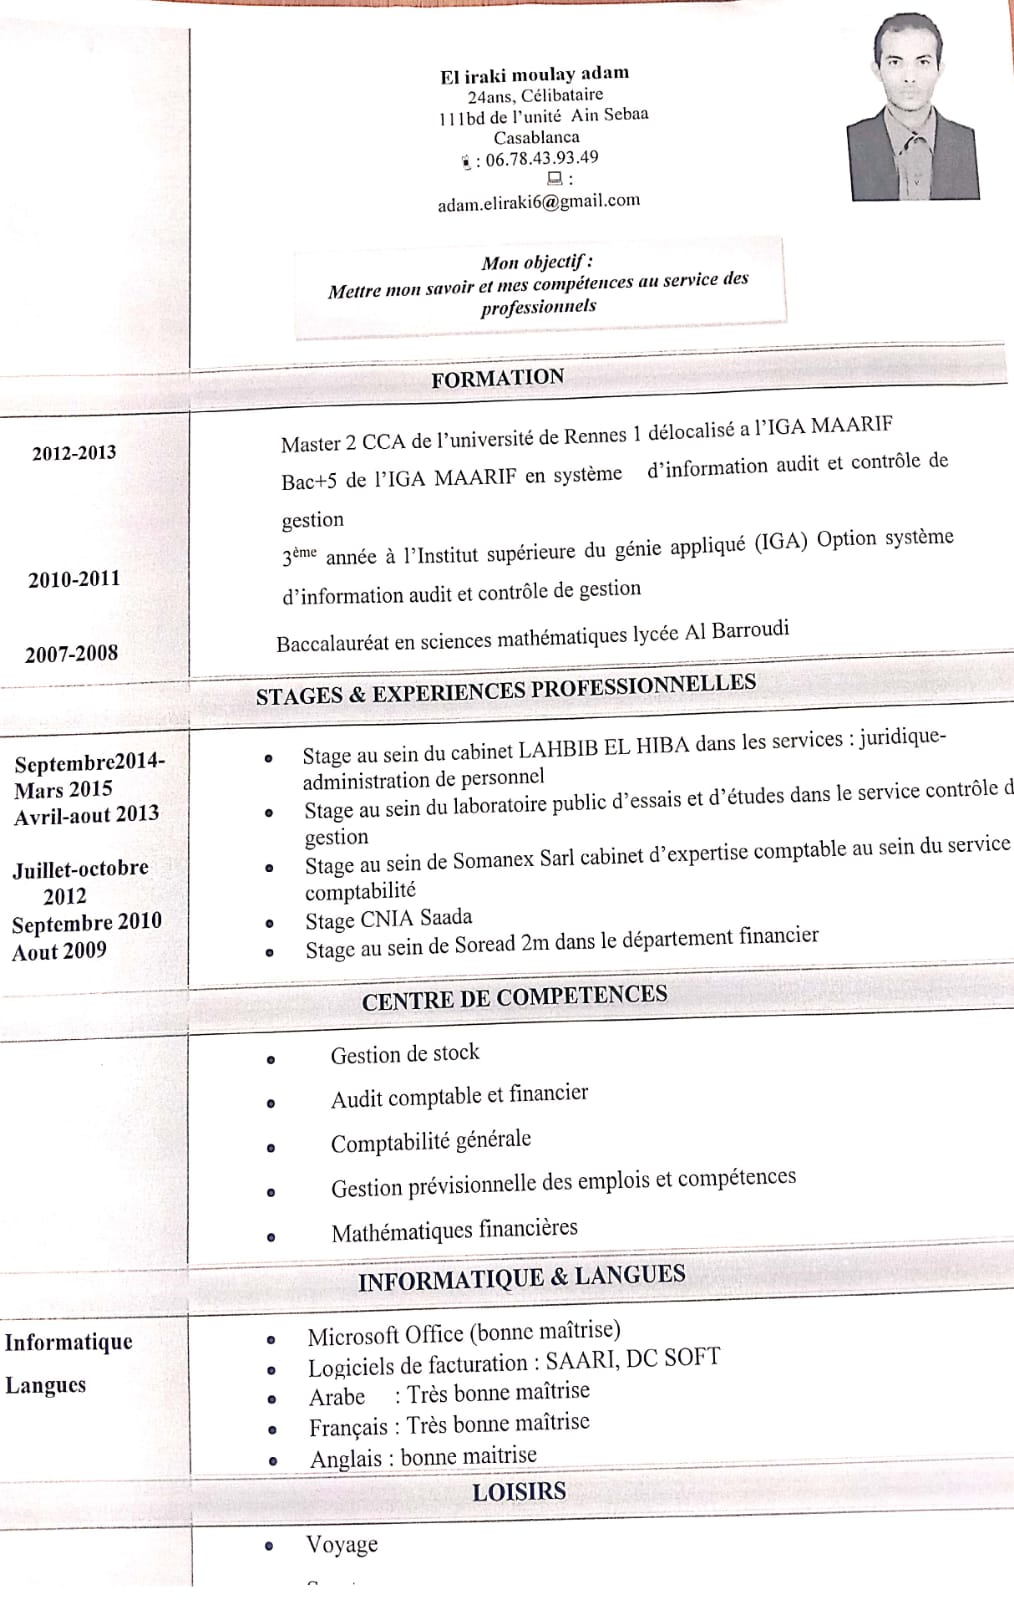 El iraki moulay adam
24ans, Célibataire
111bd de l'unité Ain Sebaa
Casablanca
: 06.78.43.93.49
:
adam.eliraki6@gmail.com
Mon objectif :
Mettre mon savoir et mes compétences au service des
professionnels
FORMATION
2012-2013
Master 2 CCA de l'université de Rennes 1 délocalisé a l'IGA MAARIF
Bac+5 de l'IGA MAARIF en système d'information audit et contrôle de
gestion
3ème année à l'Institut supérieure du génie appliqué (IGA) Option système
2010-2011
d'information audit et contrôle de gestion
2007-2008
Baccalauréat en sciences mathématiques lycée Al Barroudi
STAGES & EXPERIENCES PROFESSIONNELLES
Septembre2014-
Mars 2015
Avril-aout 2013
Juillet-octobre
2012
Septembre 2010
Aout 2009
• Stage au sein du cabinet LAHBIB EL HIBA dans les services : juridique-
administration de personnel
• Stage au sein du laboratoire public d'essais et d'études dans le service contrôle d
gestion
• Stage au sein de Somanex Sarl cabinet d'expertise comptable au sein du service
comptabilité
• Stage CNIA Saada
• Stage au sein de Soread 2m dans le département financier
CENTRE DE COMPETENCES
• Gestion de stock
• Audit comptable et financier
• Comptabilité générale
• Gestion prévisionnelle des emplois et compétences
• Mathématiques financières
INFORMATIQUE & LANGUES
Informatique
Langues
• Microsoft Office (bonne maîtrise)
• Logiciels de facturation : SAARI, DC SOFT
• Arabe : Très bonne maîtrise
• Français : Très bonne maîtrise
• Anglais : bonne maitrise
LOISIRS
• Voyage